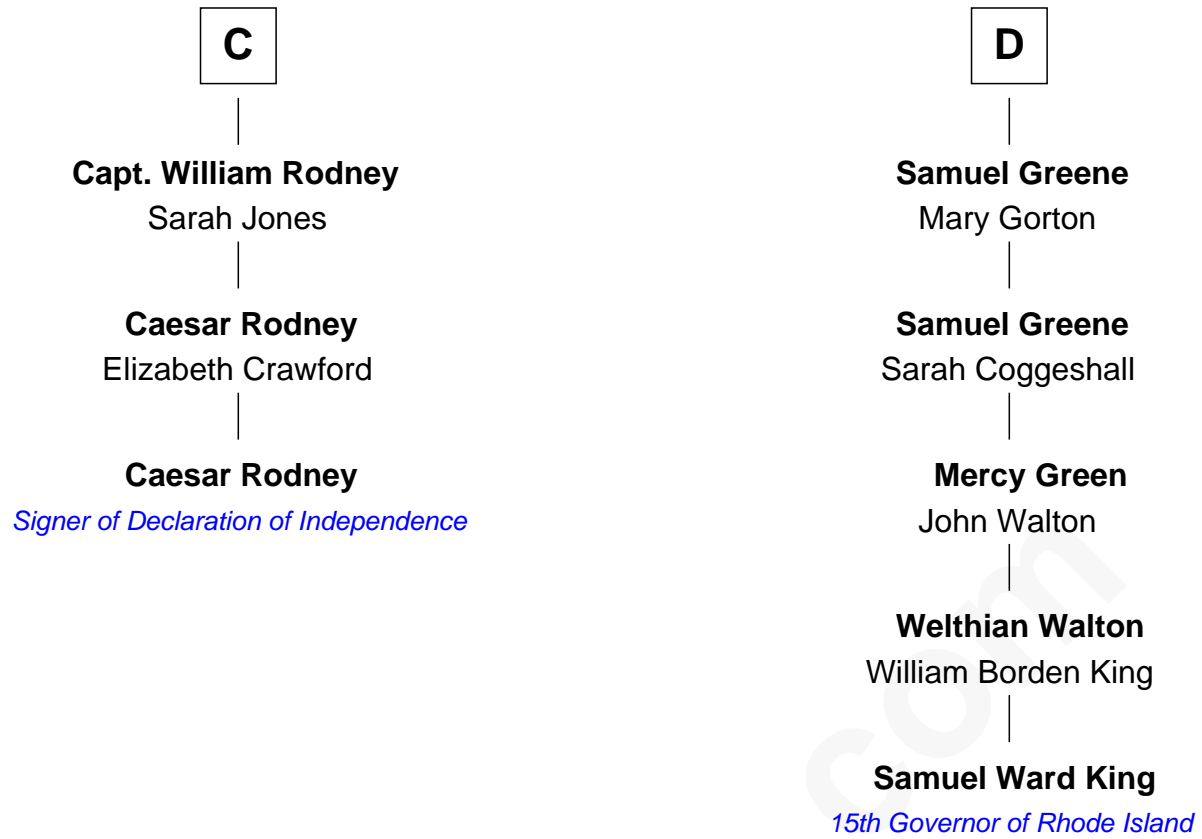 C
Capt. William Rodney
Sarah Jones
Caesar Rodney
Elizabeth Crawford
Caesar Rodney
Signer of Declaration of Independence
D
Samuel Greene
Mary Gorton
Samuel Greene
Sarah Coggeshall
Mercy Green
John Walton
Welthian Walton
William Borden King
Samuel Ward King
15th Governor of Rhode Island
com